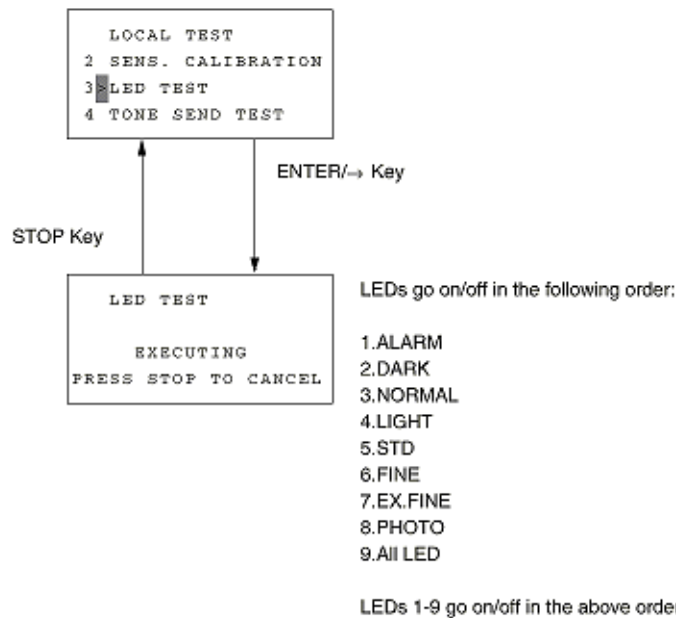 LOCAL TEST
2 SENS. CALIBRATION
3>LED TEST
4 TONE SEND TEST
ENTER/→ Key
STOP Key
LED TEST
EXECUTING
PRESS STOP TO CANCEL
LEDs go on/off in the following order:
1.ALARM
2.DARK
3.NORMAL
4.LIGHT
5.STD
6.FINE
7.EX.FINE
8.PHOTO
9.All LED
LEDs 1-9 go on/off in the above order